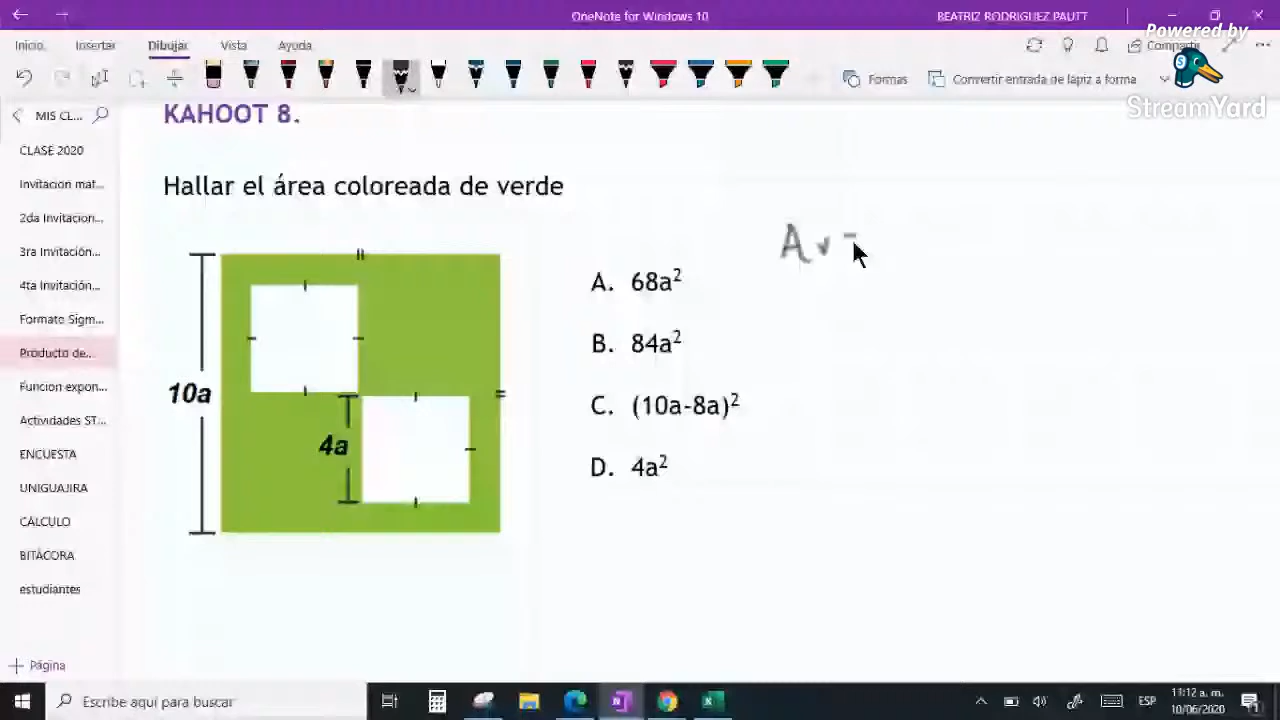 OneNote for Windows 10
BEATRIZ RODRIGUEZ PAUTT
Powered by
StreamYard
Inicio Insertar Dibujar Vista Ayuda
Compartir
Formas Convertir entrada de lápiz a forma
MIS CL...
CLASE 2020
Invitacion mat...
2da Invitacion...
3ra Invitación...
4ta Invitación...
Formato Sigm...
Producto de...
Funcion expon...
Actividades ST...
ENCUESTA
UNIGUAJIRA
CÁLCULO
BITÁCORA
estudiantes
Página
KAHOOT 8.
Hallar el área coloreada de verde
10a
4a
A. 68a²
B. 84a²
C. (10a-8a)²
D. 4a²
Av =
Escribe aquí para buscar
ESP
11:12 a. m.
10/06/2020